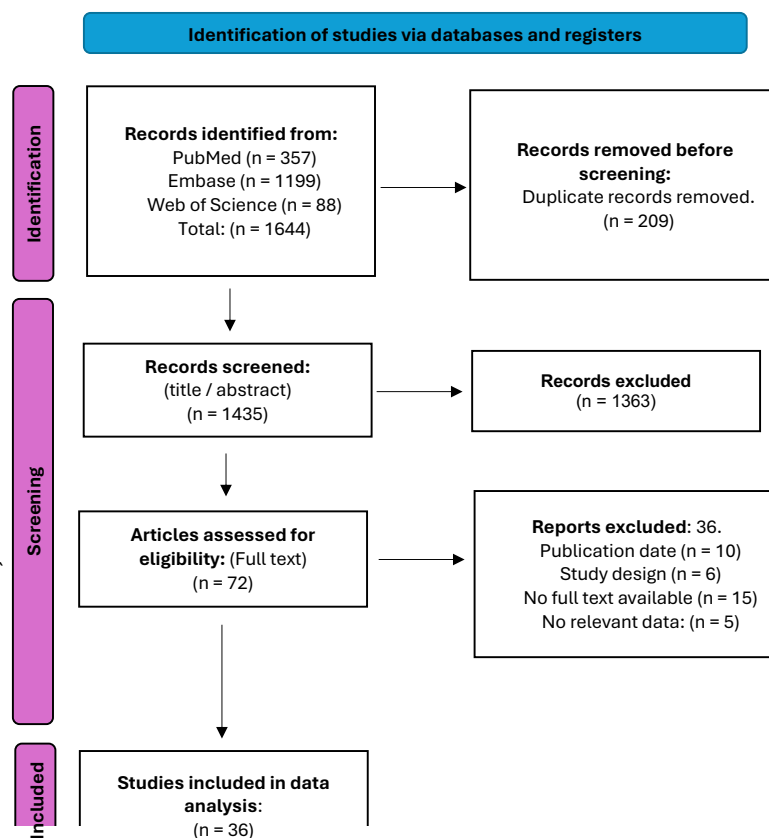 Identification of studies via databases and registers
Identification
Records identified from:
PubMed (n = 357)
Embase (n = 1199)
Web of Science (n = 88)
Total: (n = 1644)
Records removed before
screening:
Duplicate records removed.
(n = 209)
Screening
Records screened:
(title / abstract)
(n = 1435)
Records excluded
(n = 1363)
Articles assessed for
eligibility: (Full text)
(n = 72)
Reports excluded: 36.
Publication date (n = 10)
Study design (n = 6)
No full text available (n = 15)
No relevant data: (n = 5)
Included
Studies included in data
analysis:
(n = 36)